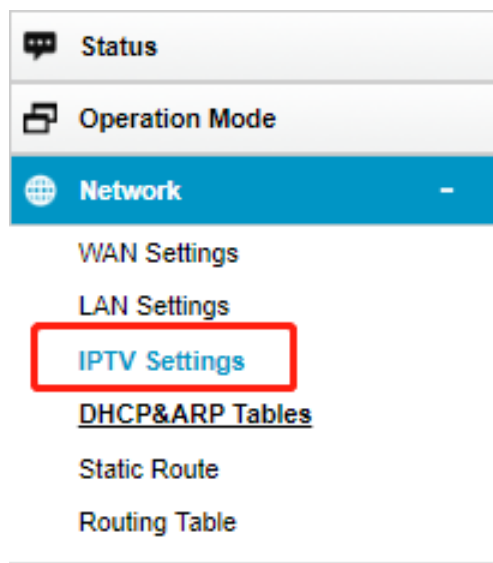 Status
Operation Mode
Network -
WAN Settings
LAN Settings
IPTV Settings
DHCP&ARP Tables
Static Route
Routing Table